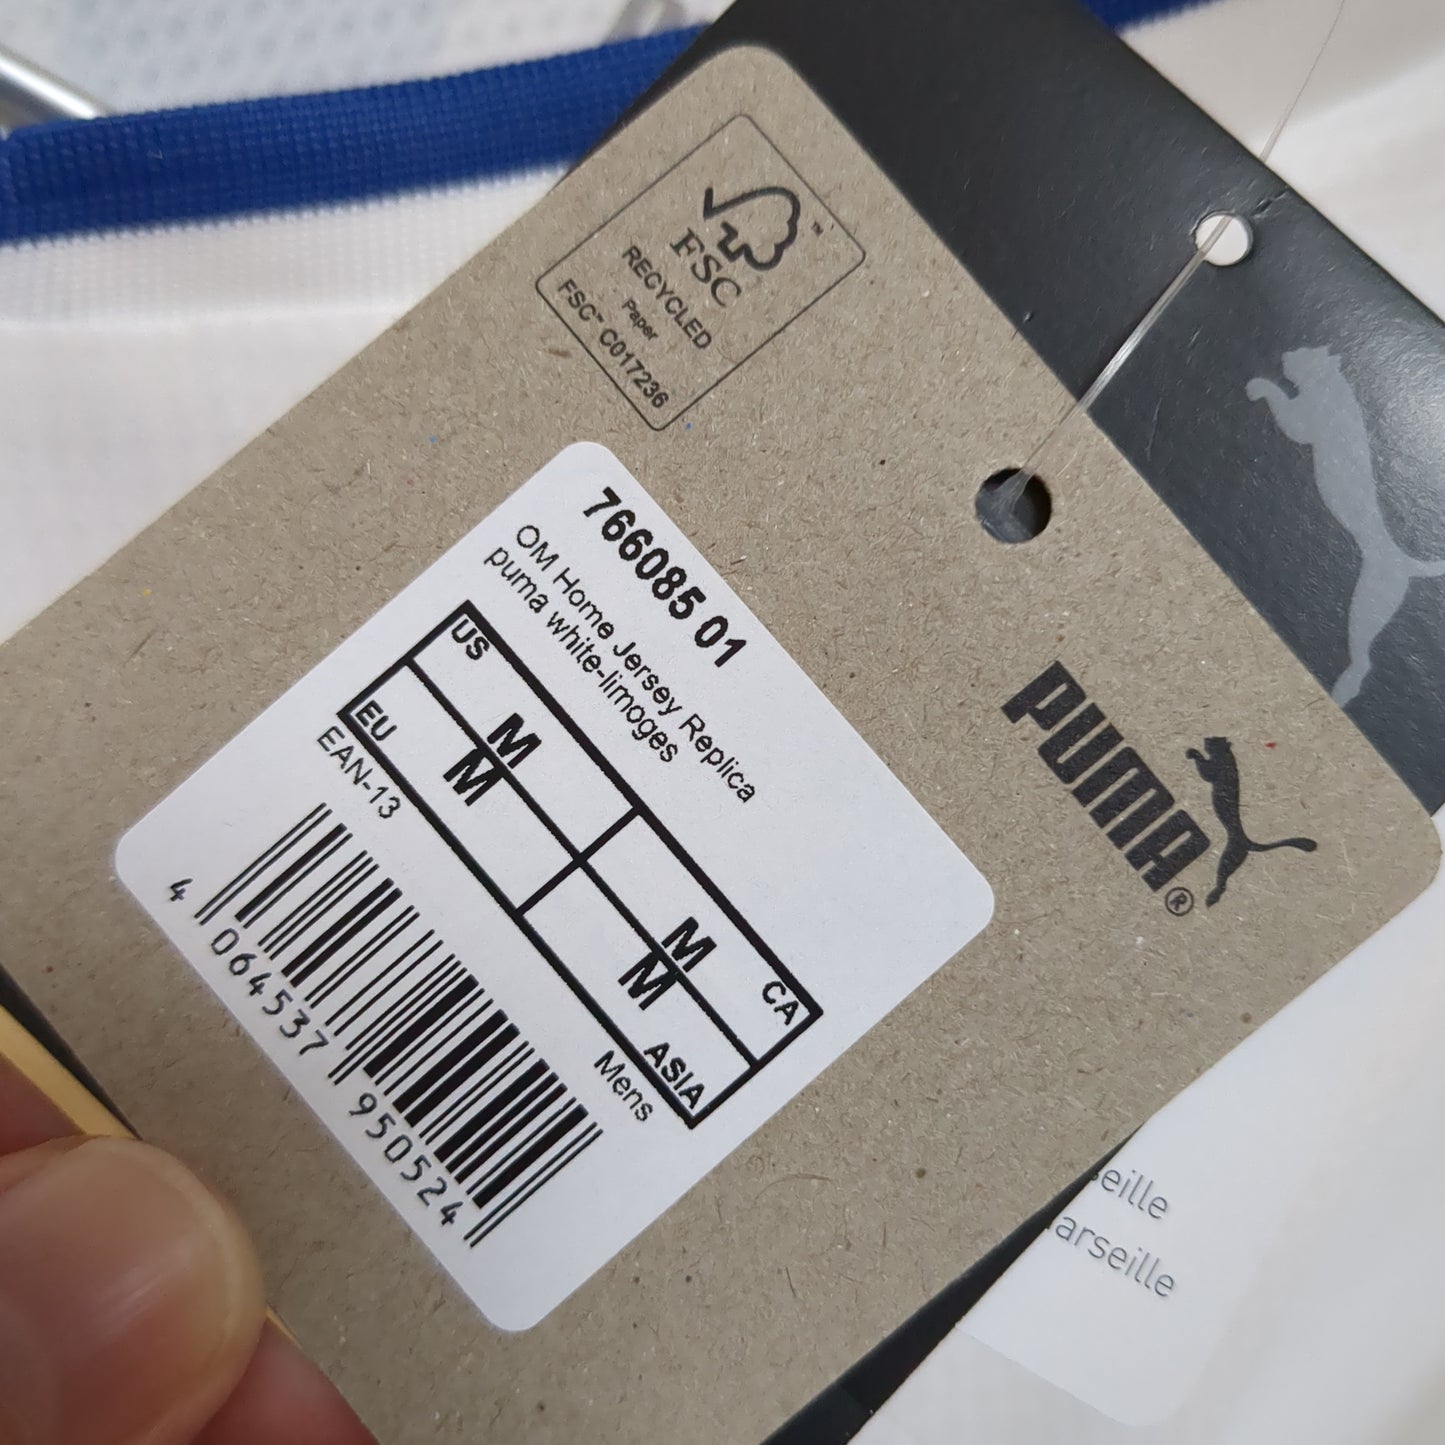 FSC
RECYCLED
Paper
FSC™ C017236
766085 01
OM Home Jersey Replica
puma white-limoges
US M M CA
EU M M ASIA
EAN-13 Mens
4 064537 950524
PUMA®
arseille